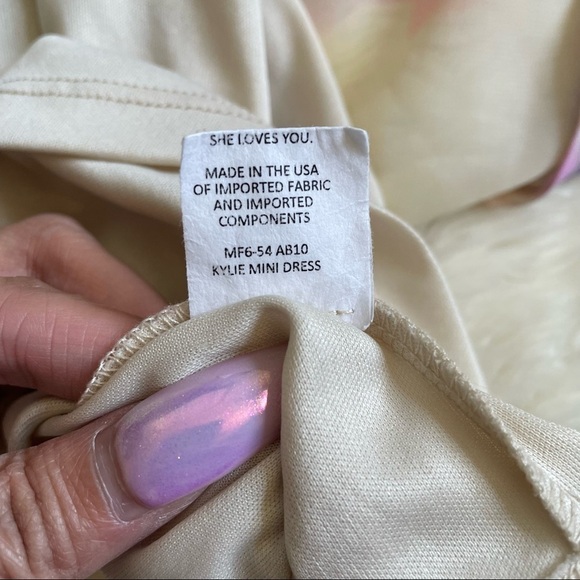 SHE LOVES YOU.
MADE IN THE USA
OF IMPORTED FABRIC
AND IMPORTED
COMPONENTS
MF6-54 AB10
KYLIE MINI DRESS